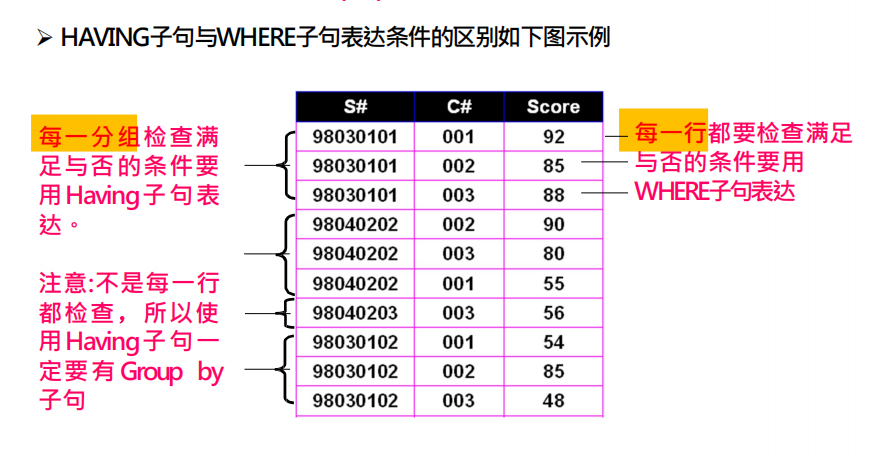 ➢ HAVING子句与WHERE子句表达条件的区别如下图示例
每一分组检查满
足与否的条件要
用Having子句表
达。
注意:不是每一行
都检查，所以使
用Having子句一
定要有Group by
子句
S# C# Score
98030101 001 92
98030101 002 85
98030101 003 88
98040202 002 90
98040202 003 80
98040202 001 55
98040203 003 56
98030102 001 54
98030102 002 85
98030102 003 48
每一行都要检查满足
与否的条件要用
WHERE子句表达